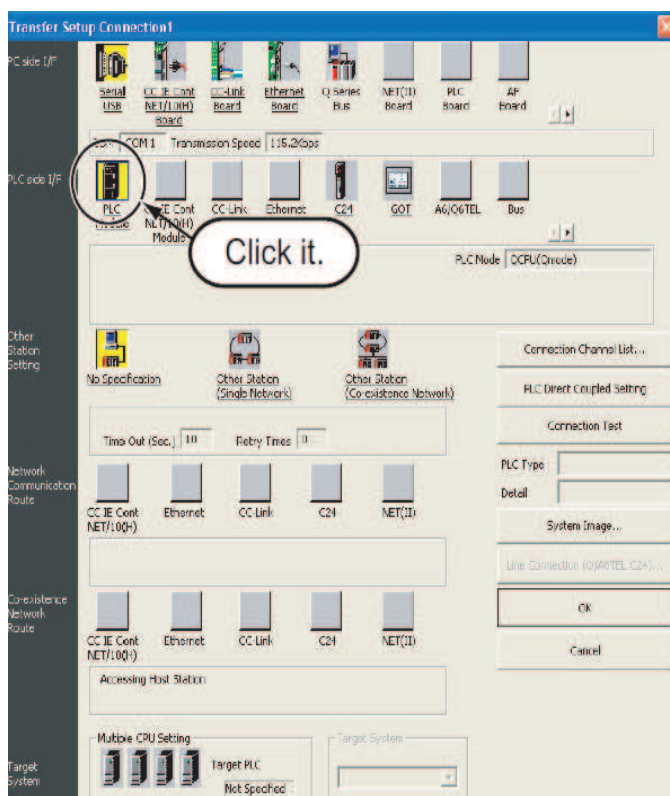 Transfer Setup Connection1
PC side I/F
Serial USB
CC IE Cont NET/10(H) Board
CC-Link Board
Ethernet Board
Q Series Bus
NET(II) Board
PLC Board
AF Board
COM 1
Transmission Speed
115.2Kbps
PLC side I/F
PLC Module
CC IE Cont NET/10(H) Module
CC-Link
Ethernet
C24
GOT
A6/Q6TEL
Bus
Click it.
PLC Mode
QCPU(Qmode)
Other Station Setting
No Specification
Other Station (Single Network)
Other Station (Co-existence Network)
Time Out (Sec.)
10
Retry Times
0
Connection Channel List...
PLC Direct Coupled Setting
Connection Test
PLC Type
Detail
System Image...
Line Connection (Q/A6TEL,C24)...
OK
Cancel
Network Communication Route
CC IE Cont NET/10(H)
Ethernet
CC-Link
C24
NET(II)
Co-existence Network Route
CC IE Cont NET/10(H)
Ethernet
CC-Link
C24
NET(II)
Accessing Host Station
Target System
Multiple CPU Setting
Target PLC
Not Specified
Target System